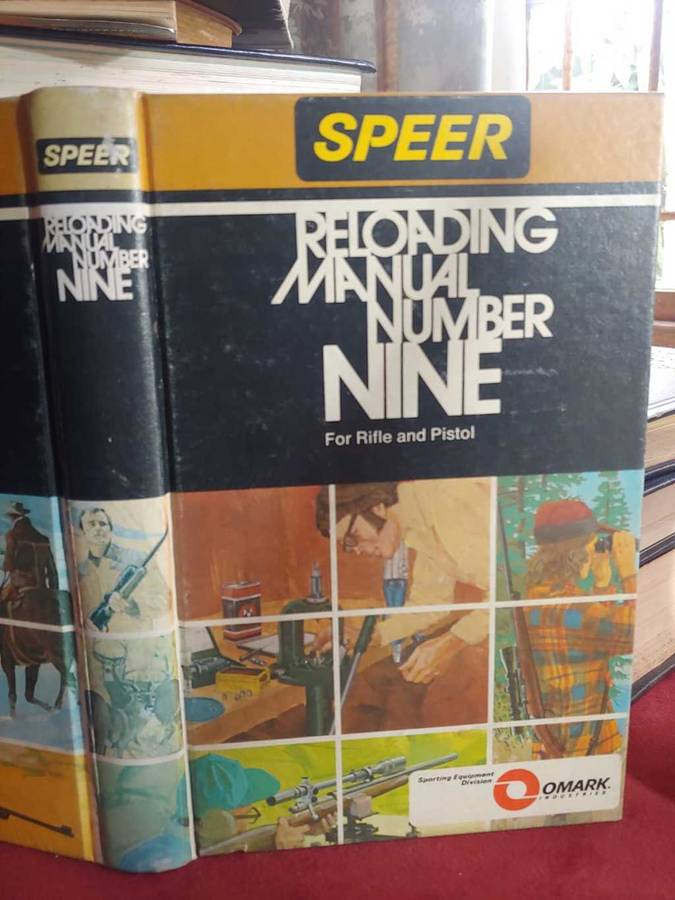 SPEER
RELOADING
MANUAL
NUMBER
NINE
SPEER
RELOADING
MANUAL
NUMBER
NINE
For Rifle and Pistol
Sporting Equipment
Division
OMARK.
INDUSTRIES